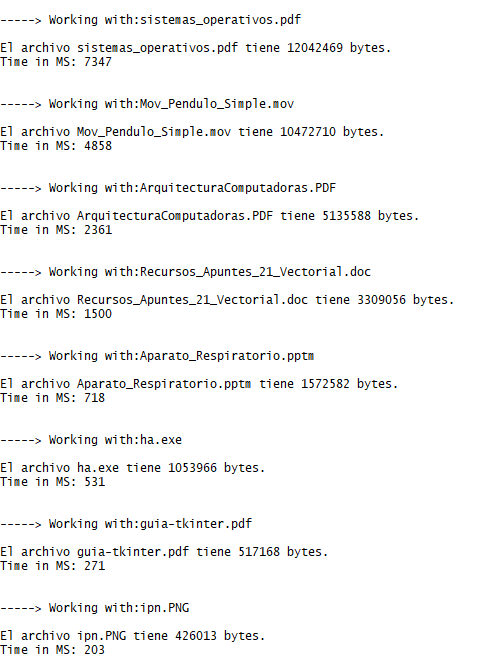 -----> Working with:sistemas_operativos.pdf
El archivo sistemas_operativos.pdf tiene 12042469 bytes.
Time in MS: 7347
-----> Working with:Mov_Pendulo_Simple.mov
El archivo Mov_Pendulo_Simple.mov tiene 10472710 bytes.
Time in MS: 4858
-----> Working with:ArquitecturaComputadoras.PDF
El archivo ArquitecturaComputadoras.PDF tiene 5135588 bytes.
Time in MS: 2361
-----> Working with:Recursos_Apuntes_21_Vectorial.doc
El archivo Recursos_Apuntes_21_Vectorial.doc tiene 3309056 bytes.
Time in MS: 1500
-----> Working with:Aparato_Respiratorio.pptm
El archivo Aparato_Respiratorio.pptm tiene 1572582 bytes.
Time in MS: 718
-----> Working with:ha.exe
El archivo ha.exe tiene 1053966 bytes.
Time in MS: 531
-----> Working with:guia-tkinter.pdf
El archivo guia-tkinter.pdf tiene 517168 bytes.
Time in MS: 271
-----> Working with:ipn.PNG
El archivo ipn.PNG tiene 426013 bytes.
Time in MS: 203